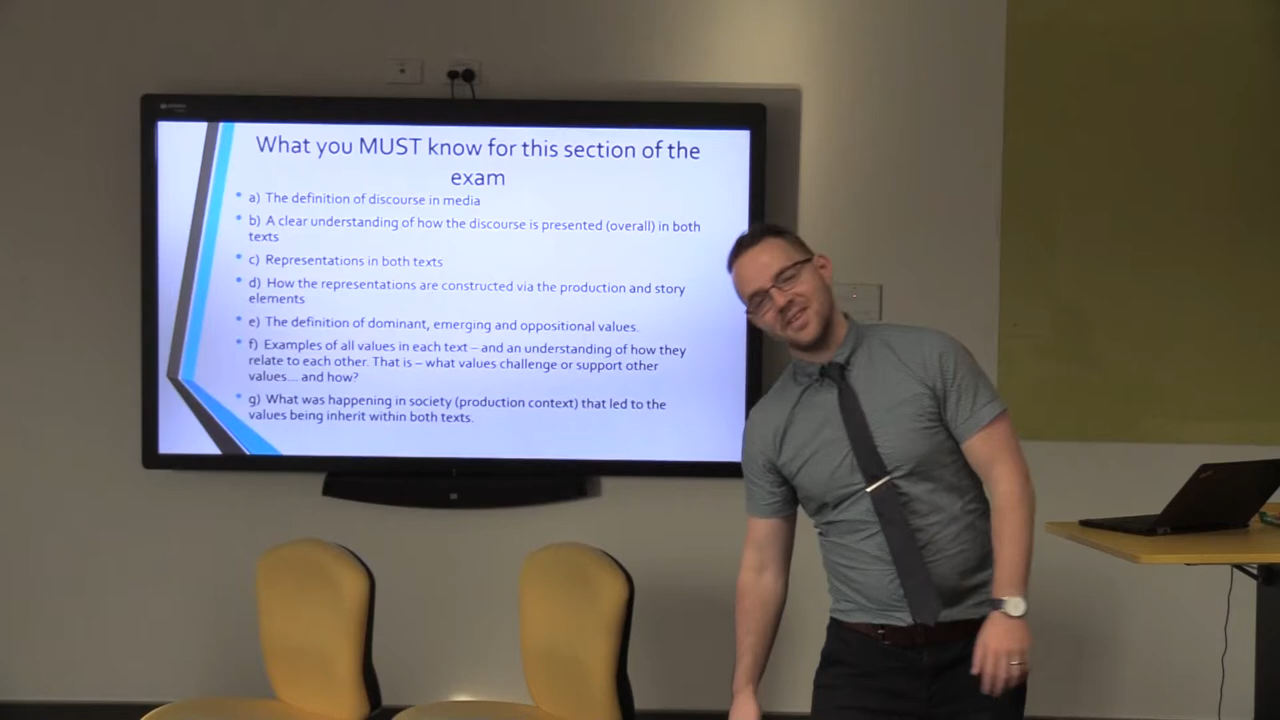 What you MUST know for this section of the
exam
a) The definition of discourse in media
b) A clear understanding of how the discourse is presented (overall) in both
texts
c) Representations in both texts
d) How the representations are constructed via the production and story
elements
e) The definition of dominant, emerging and oppositional values.
f) Examples of all values in each text – and an understanding of how they
relate to each other. That is – what values challenge or support other
values.... and how?
g) What was happening in society (production context) that led to the
values being inherit within both texts.